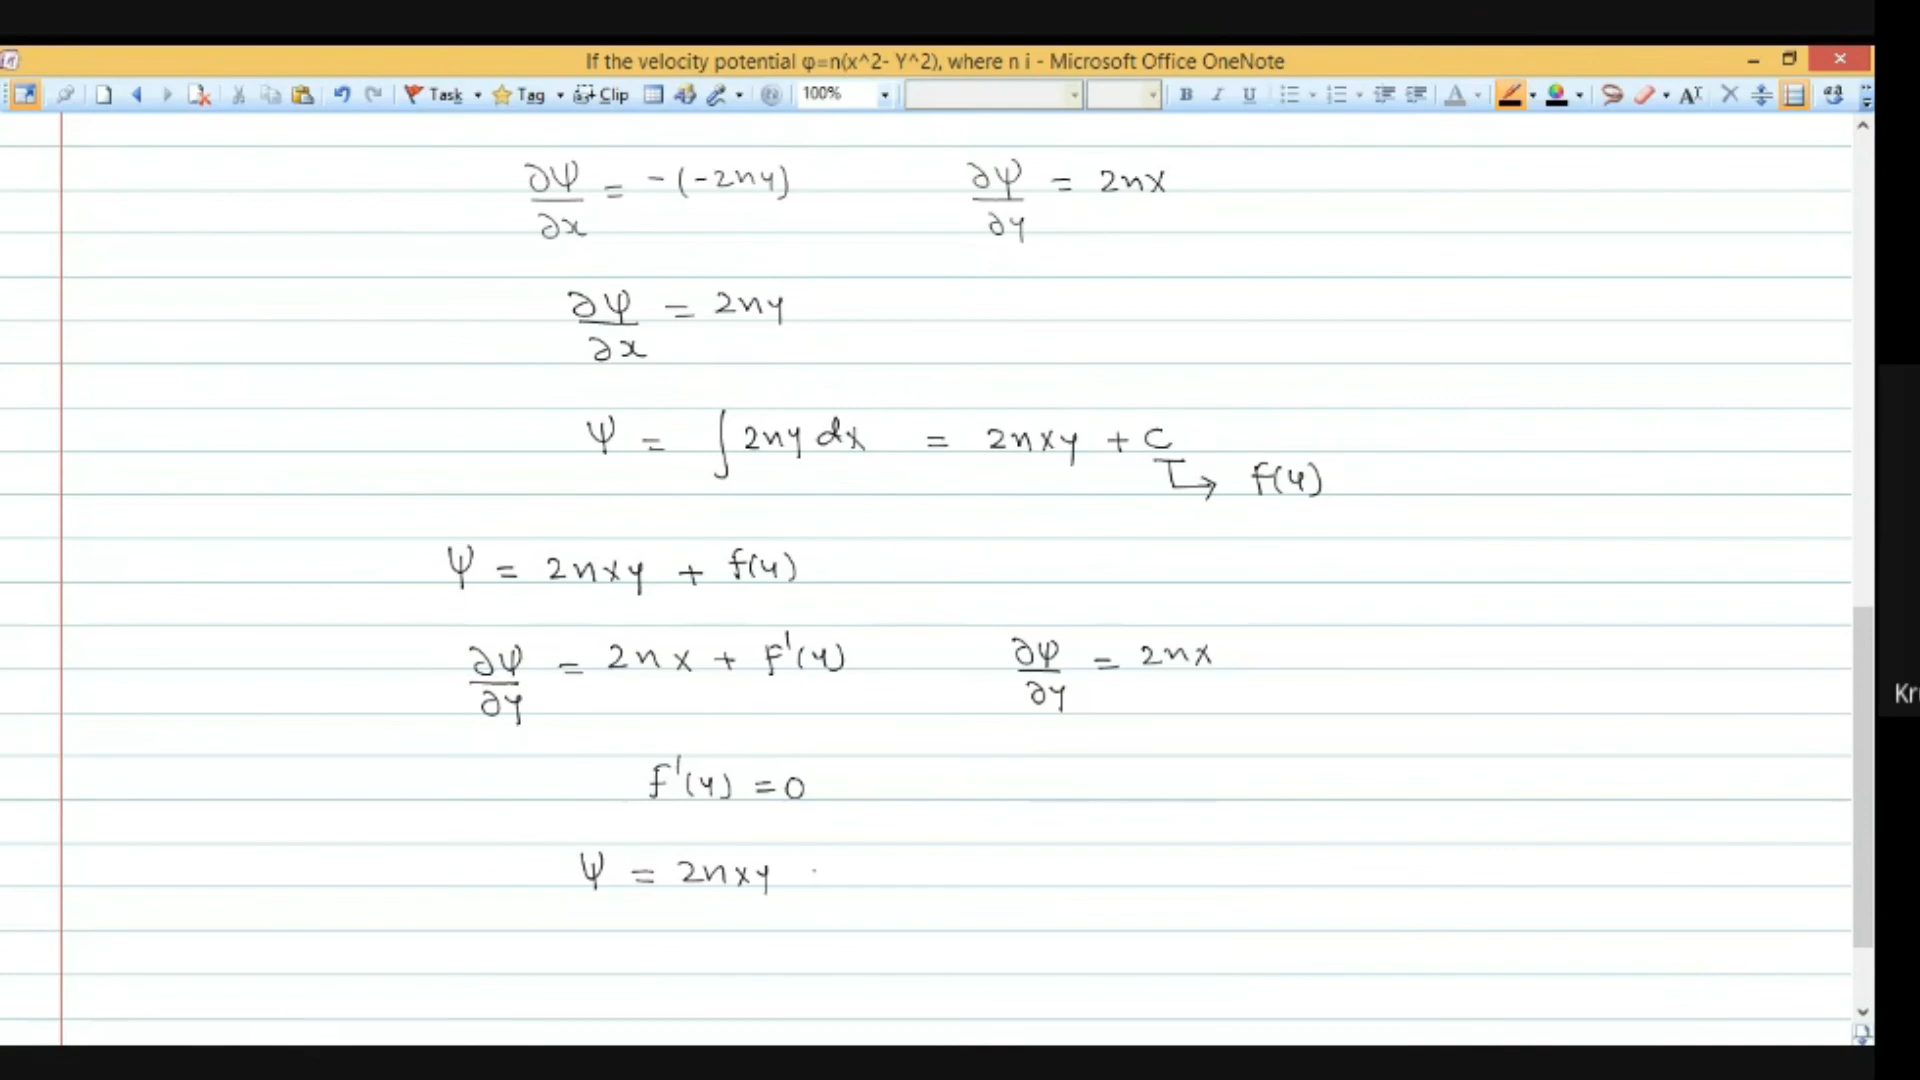 If the velocity potential φ=n(x^2- Y^2), where n i - Microsoft Office OneNote
Task Tag Clip 100% B I U A
∂ψ/∂x = -(-2ny) ∂ψ/∂y = 2nx
∂ψ/∂x = 2ny
ψ = ∫ 2ny dx = 2nxy + C
↳ f(y)
ψ = 2nxy + f(y)
∂ψ/∂y = 2nx + f'(y) ∂ψ/∂y = 2nx
f'(y) = 0
ψ = 2nxy
Kr